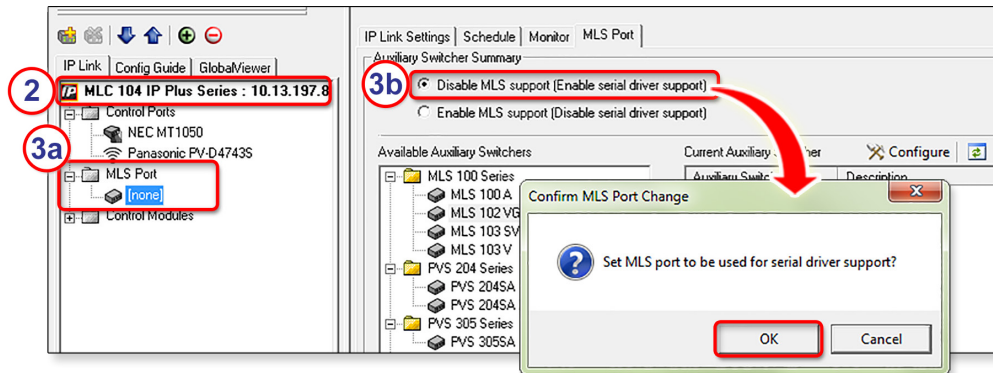 IP Link Settings
Schedule
Monitor
MLS Port
IP Link
Config Guide
GlobalViewer
2
MLC 104 IP Plus Series : 10.13.197.8
Control Ports
NEC MT1050
Panasonic PV-D4743S
3a
MLS Port
[none]
Control Modules
Auxiliary Switcher Summary
3b
Disable MLS support (Enable serial driver support)
Enable MLS support (Disable serial driver support)
Available Auxiliary Switchers
MLS 100 Series
MLS 100 A
MLS 102 VG
MLS 103 SV
MLS 103 V
PVS 204 Series
PVS 204SA
PVS 204SA
PVS 305 Series
PVS 305SA
Current Auxiliary Switcher
Configure
Auxiliary Switc
Description
Confirm MLS Port Change
Set MLS port to be used for serial driver support?
OK
Cancel